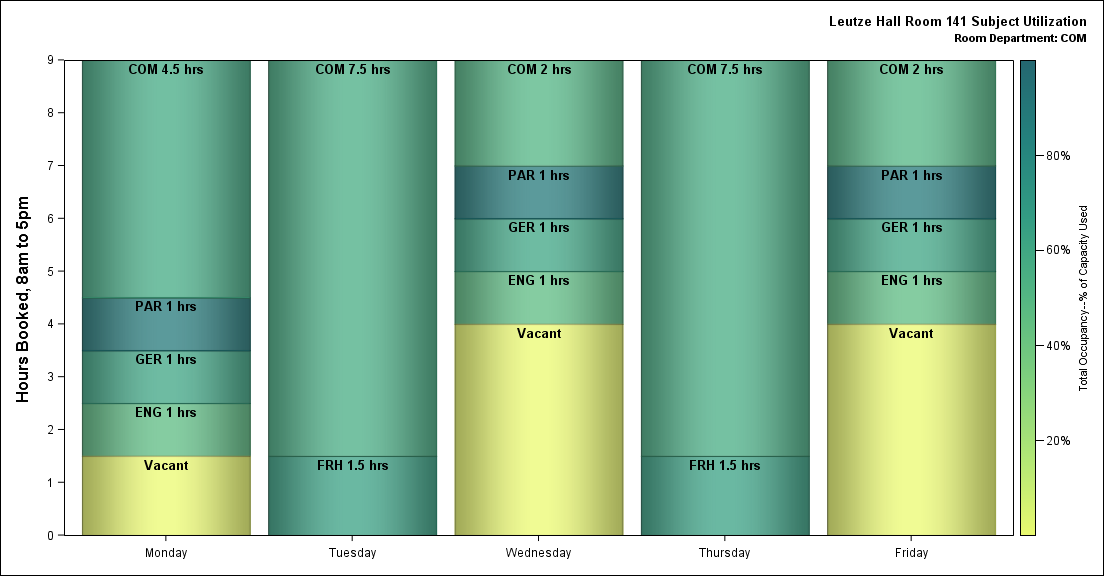 Leutze Hall Room 141 Subject Utilization
Room Department: COM
Hours Booked, 8am to 5pm
9
8
7
6
5
4
3
2
1
0
COM 4.5 hrs
PAR 1 hrs
GER 1 hrs
ENG 1 hrs
Vacant
COM 7.5 hrs
FRH 1.5 hrs
COM 2 hrs
PAR 1 hrs
GER 1 hrs
ENG 1 hrs
Vacant
COM 7.5 hrs
FRH 1.5 hrs
COM 2 hrs
PAR 1 hrs
GER 1 hrs
ENG 1 hrs
Vacant
Monday
Tuesday
Wednesday
Thursday
Friday
80%
60%
40%
20%
Total Occupancy--% of Capacity Used